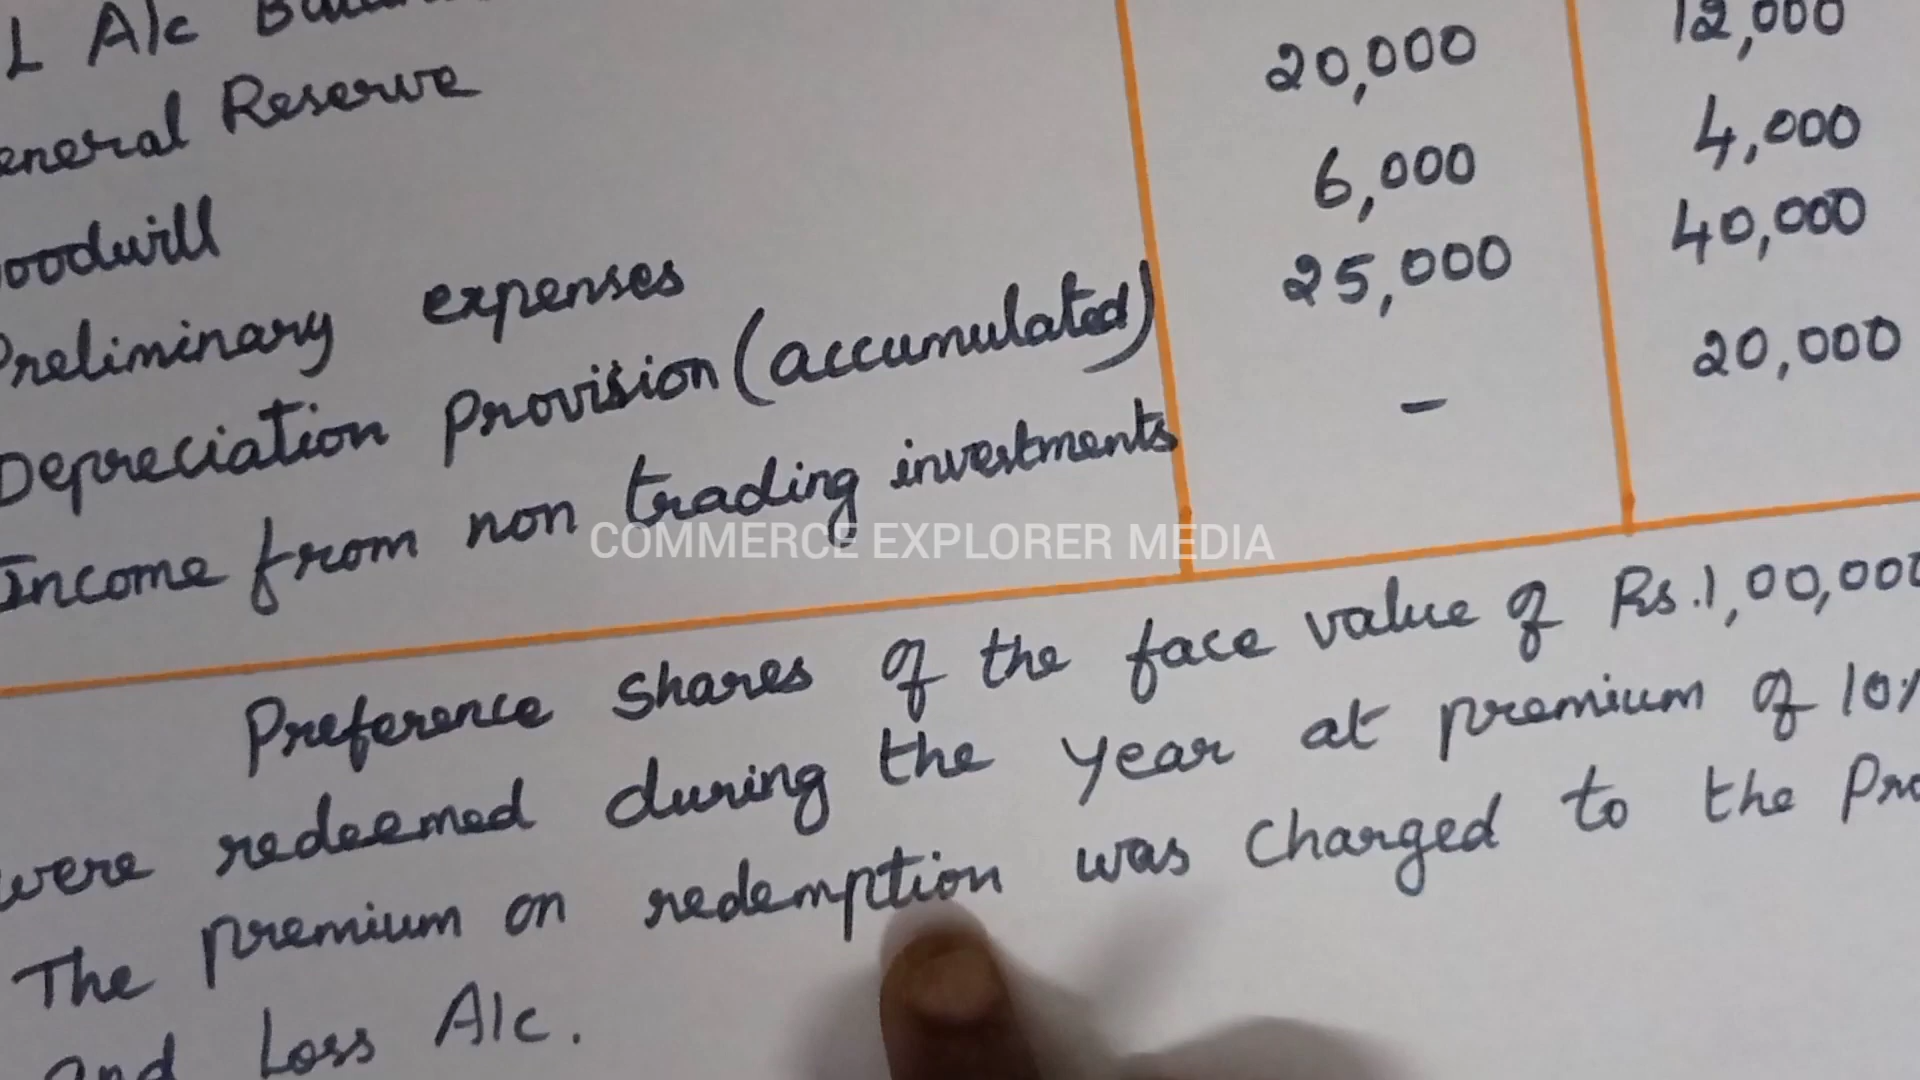 L A/c
General Reserve 20,000 12,000
Goodwill 6,000 4,000
Preliminary expenses 25,000 40,000
Depreciation Provision (accumulated) - 20,000
Income from non trading investments
COMMERCE EXPLORER MEDIA
Preference shares of the face value of Rs.1,00,000
were redeemed during the year at premium of 10%
The premium on redemption was charged to the Pro
and Loss A/c.